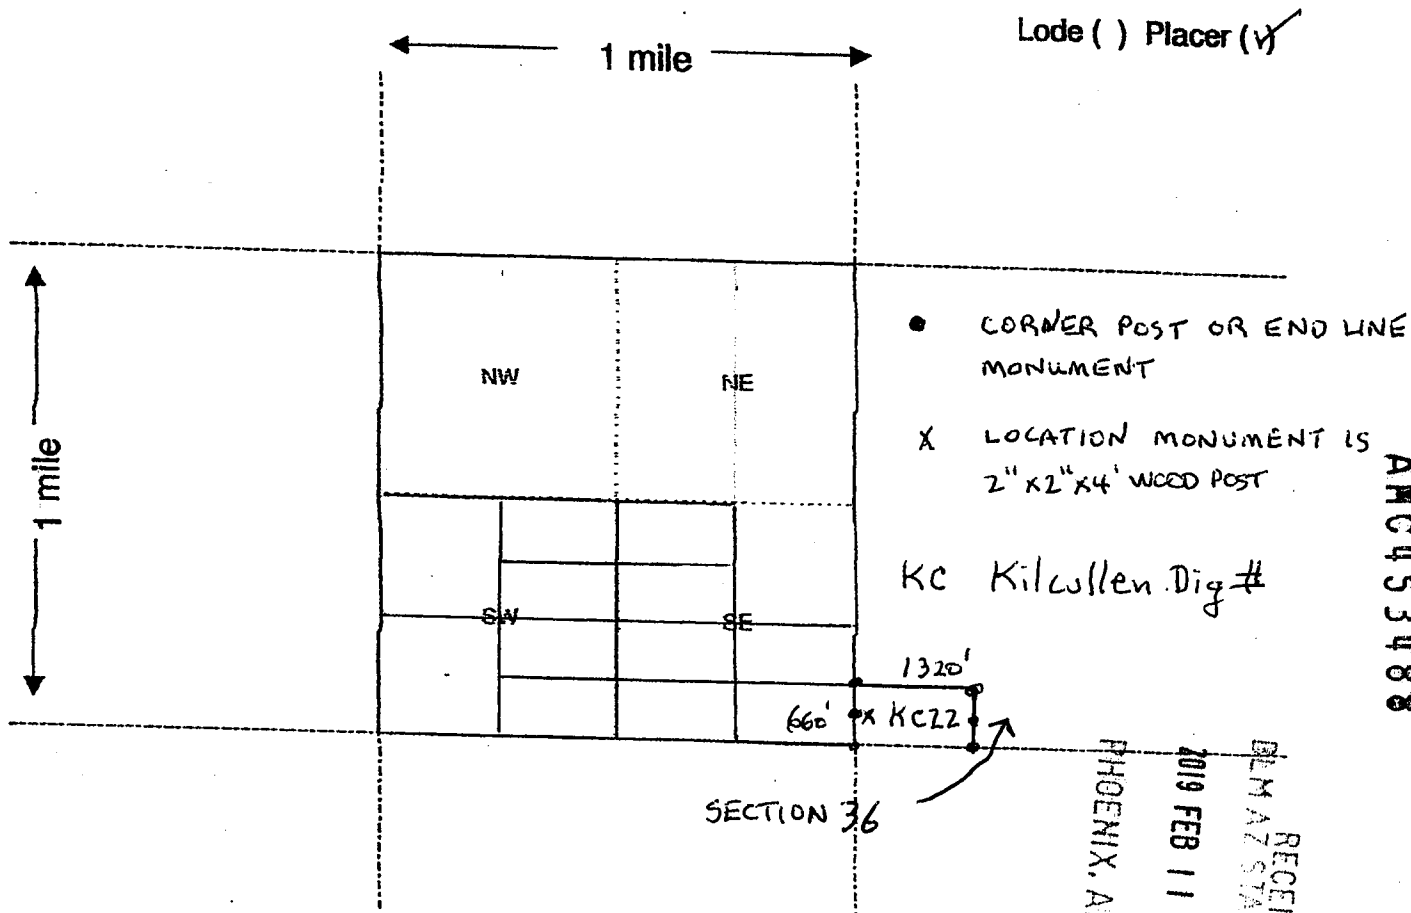 Lode ( ) Placer (✓)
1 mile
1 mile
NW
NE
SW
SE
● CORNER POST OR END LINE
MONUMENT
X LOCATION MONUMENT IS
2"x2"x4' WOOD POST
KC Kilcullen Dig #
1320'
660'
x KC22
SECTION 36
AMC453488
RECEI
BLM AZ STA
2019 FEB 11
PHOENIX, A